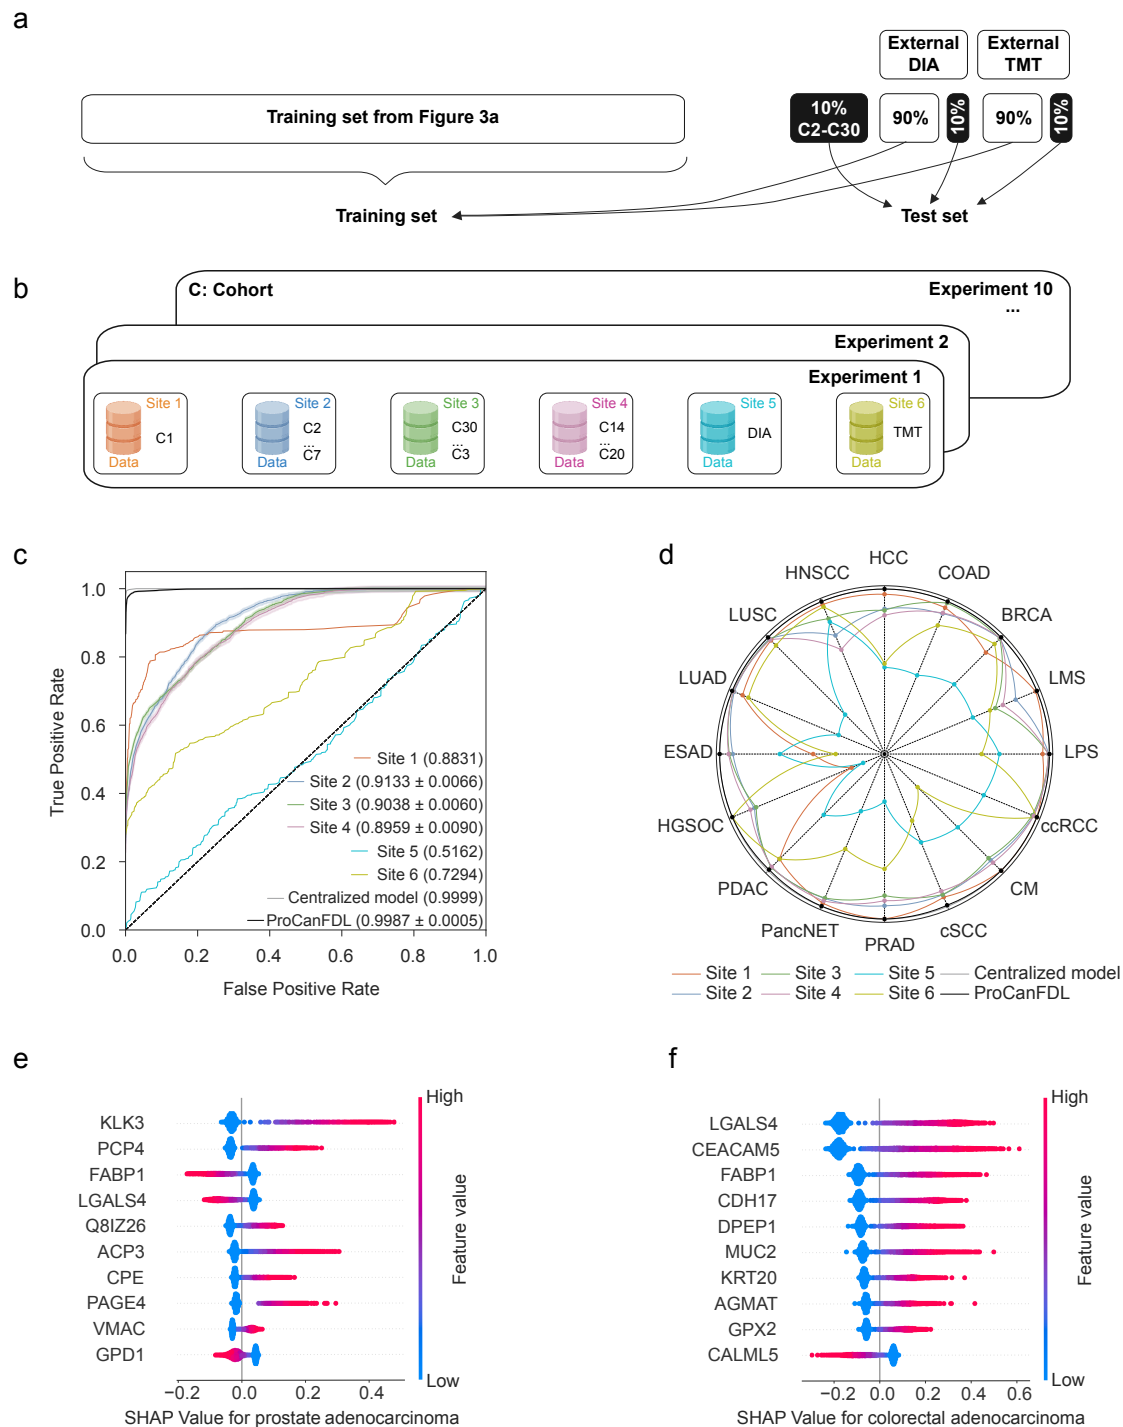 a
External
DIA
External
TMT
Training set from Figure 3a
10%
C2-C30
90%
10%
90%
10%
Training set
Test set
b
C: Cohort
Experiment 10
...
Experiment 2
Experiment 1
Site 1
C1
Data
Site 2
C2
...
C7
Data
Site 3
C30
...
C3
Data
Site 4
C14
...
C20
Data
Site 5
DIA
Data
Site 6
TMT
Data
c
True Positive Rate
1.0
0.8
0.6
0.4
0.2
0.0
0.0 0.2 0.4 0.6 0.8 1.0
False Positive Rate
Site 1 (0.8831)
Site 2 (0.9133 ± 0.0066)
Site 3 (0.9038 ± 0.0060)
Site 4 (0.8959 ± 0.0090)
Site 5 (0.5162)
Site 6 (0.7294)
Centralized model (0.9999)
ProCanFDL (0.9987 ± 0.0005)
d
HCC
COAD
BRCA
LMS
LPS
ccRCC
CM
cSCC
PRAD
PancNET
PDAC
HGSOC
ESAD
LUAD
LUSC
HNSCC
Site 1 Site 3 Site 5 Centralized model
Site 2 Site 4 Site 6 ProCanFDL
e
KLK3
PCP4
FABP1
LGALS4
Q8IZ26
ACP3
CPE
PAGE4
VMAC
GPD1
−0.2 0.0 0.2 0.4
SHAP Value for prostate adenocarcinoma
High
Feature value
Low
f
LGALS4
CEACAM5
FABP1
CDH17
DPEP1
MUC2
KRT20
AGMAT
GPX2
CALML5
−0.2 0.0 0.2 0.4 0.6
SHAP Value for colorectal adenocarcinoma
High
Feature value
Low